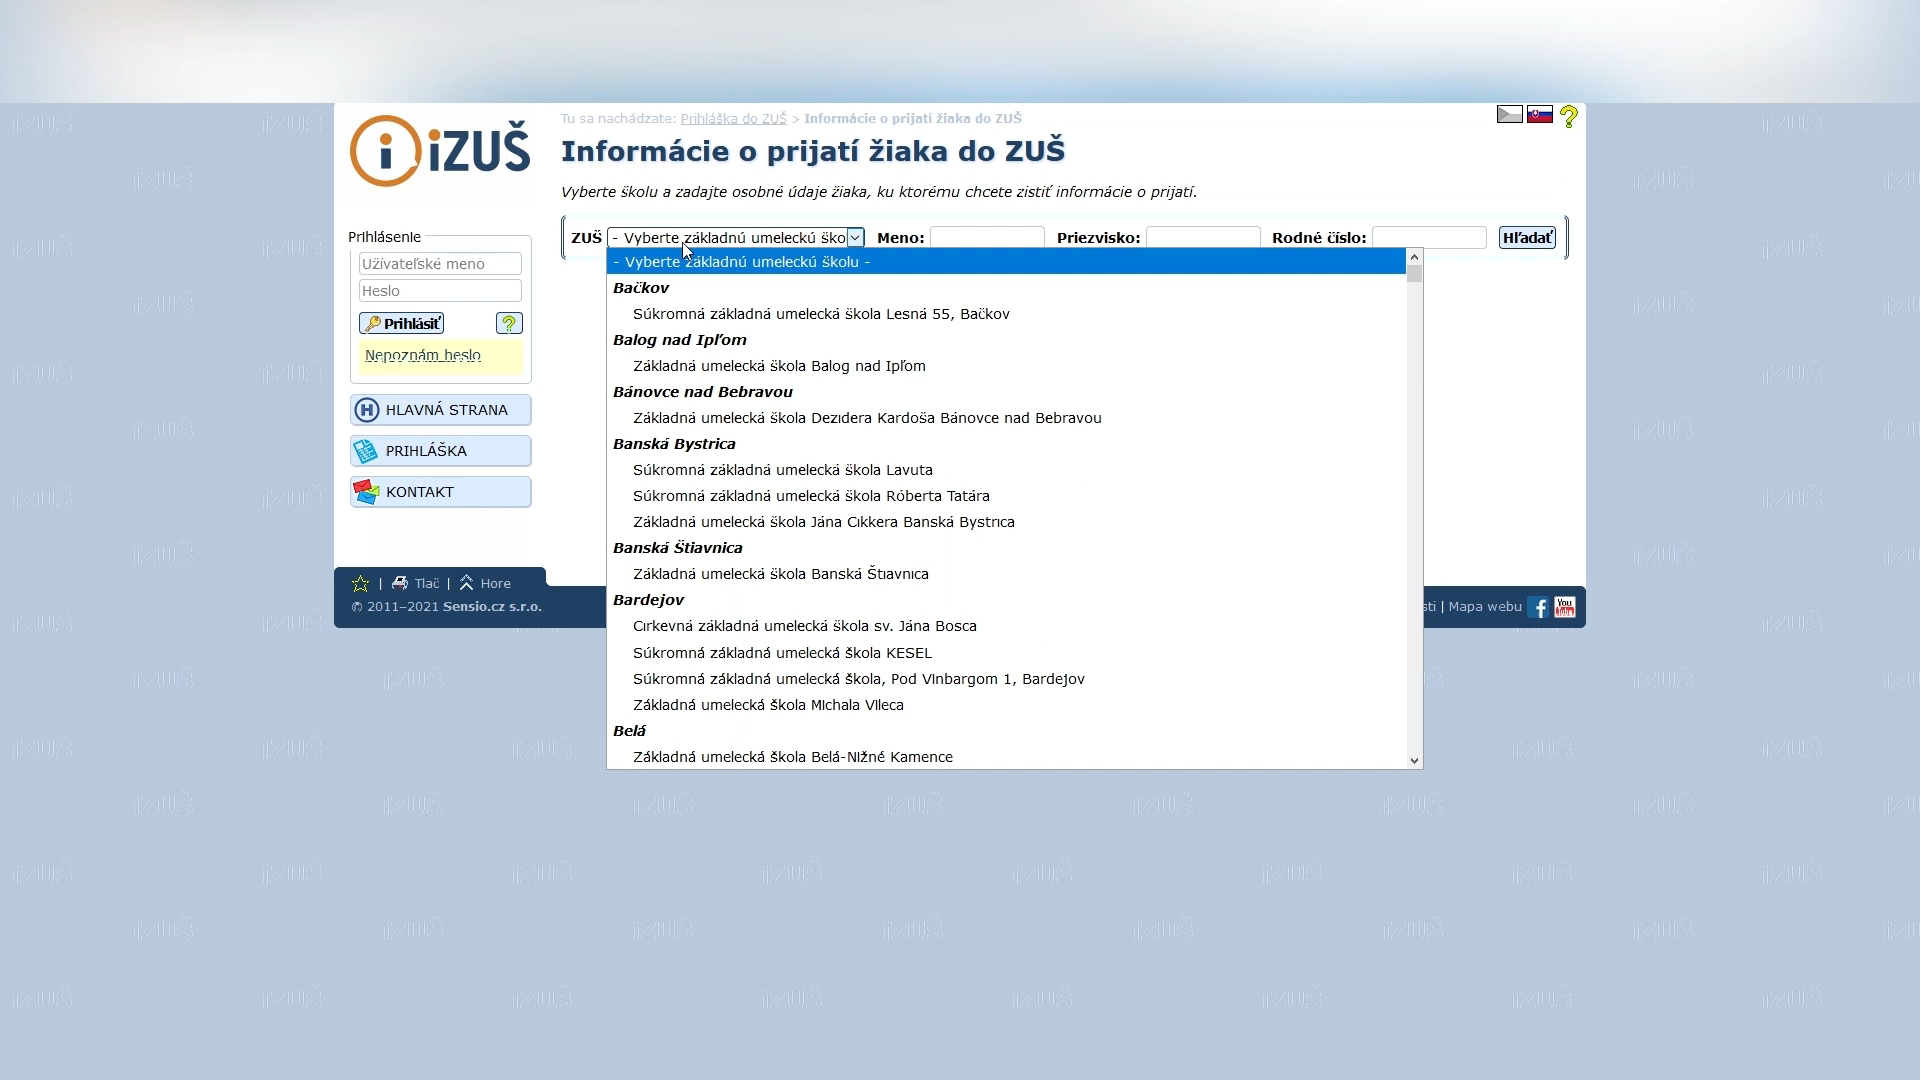 iZUŠ
Tu sa nachádzate: Prihláška do ZUŠ > Informácie o prijatí žiaka do ZUŠ
Informácie o prijatí žiaka do ZUŠ
Vyberte školu a zadajte osobné údaje žiaka, ku ktorému chcete zistiť informácie o prijatí.
ZUŠ - Vyberte základnú umeleckú ško Meno: Priezvisko: Rodné číslo: Hľadať
Prihlásenie
Užívateľské meno
Heslo
Prihlásiť
Nepoznám heslo
HLAVNÁ STRANA
PRIHLÁŠKA
KONTAKT
- Vyberte základnú umeleckú školu -
Bačkov
Súkromná základná umelecká škola Lesná 55, Bačkov
Balog nad Ipľom
Základná umelecká škola Balog nad Ipľom
Bánovce nad Bebravou
Základná umelecká škola Dezidera Kardoša Bánovce nad Bebravou
Banská Bystrica
Súkromná základná umelecká škola Lavuta
Súkromná základná umelecká škola Róberta Tatára
Základná umelecká škola Jána Cikkera Banská Bystrica
Banská Štiavnica
Základná umelecká škola Banská Štiavnica
Bardejov
Cirkevná základná umelecká škola sv. Jána Bosca
Súkromná základná umelecká škola KESEL
Súkromná základná umelecká škola, Pod Vinbargom 1, Bardejov
Základná umelecká škola Michala Vileca
Belá
Základná umelecká škola Belá-Nižné Kamence
| Tlač | Hore
© 2011–2021 Sensio.cz s.r.o.
sti | Mapa webu
You Tube